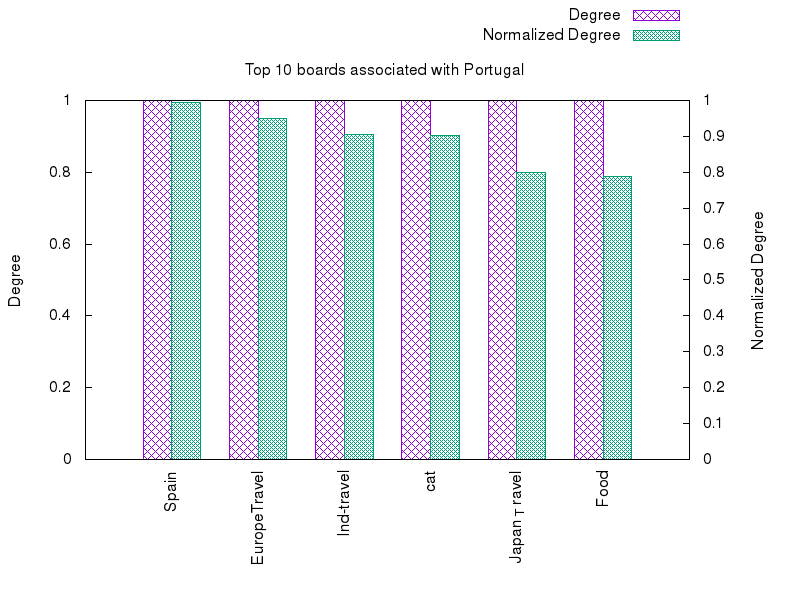 Degree
Normalized Degree
Top 10 boards associated with Portugal
1
0.8
0.6
0.4
0.2
0
Degree
1
0.9
0.8
0.7
0.6
0.5
0.4
0.3
0.2
0.1
0
Normalized Degree
Spain
EuropeTravel
Ind-travel
cat
Japan T ravel
Food